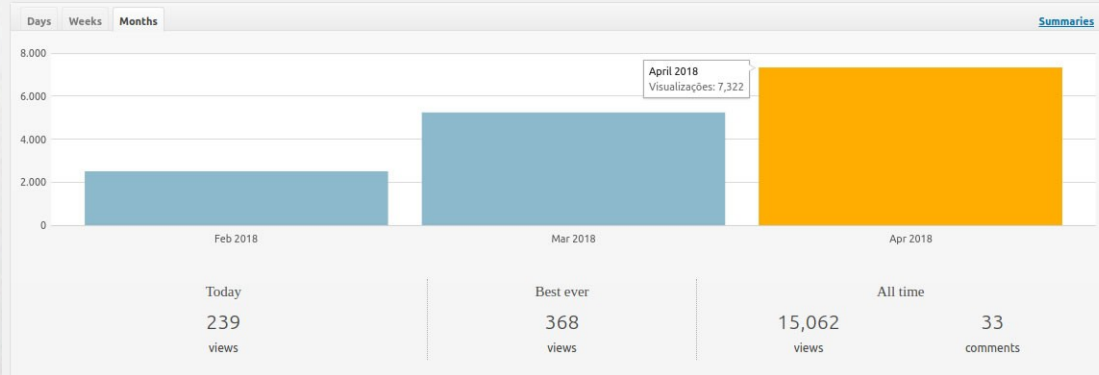 Days Weeks Months Summaries
8.000
6.000
4.000
2.000
0
April 2018
Visualizações: 7,322
Feb 2018 Mar 2018 Apr 2018
Today Best ever All time
239 368 15,062 33
views views views comments